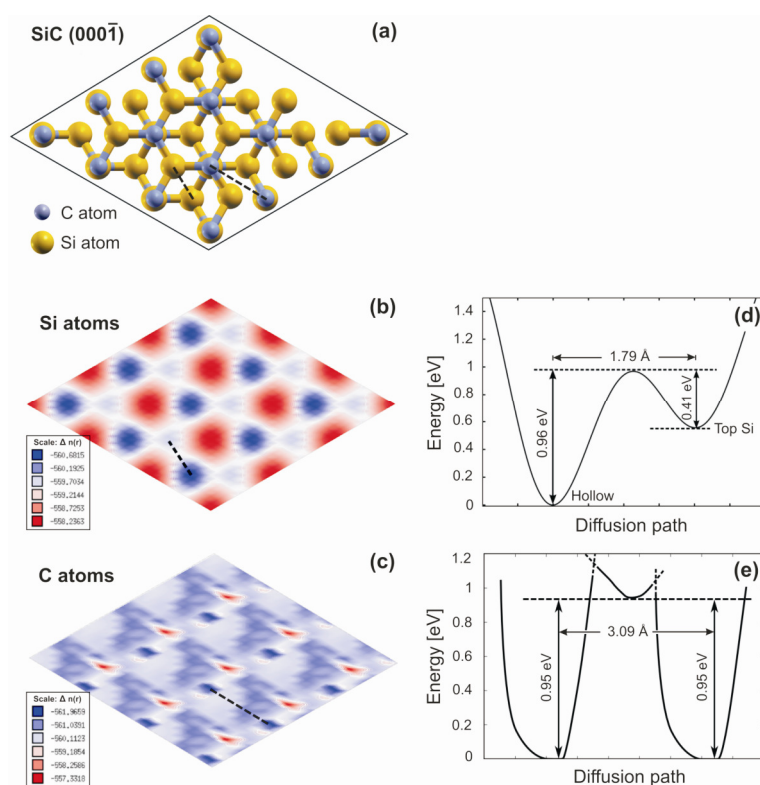 SiC (0001̅)
(a)
C atom
Si atom
Si atoms
(b)
Scale: Δ n(r)
-560.6815
-560.1925
-559.7034
-559.2144
-558.7253
-558.2363
(d)
Energy [eV]
1.4
1.2
1
0.8
0.6
0.4
0.2
0
1.79 Å
0.96 eV
0.41 eV
Top Si
Hollow
Diffusion path
C atoms
(c)
Scale: Δ n(r)
-561.9659
-561.0391
-560.1123
-559.1854
-558.2586
-557.3318
(e)
Energy [eV]
1.2
1
0.8
0.6
0.4
0.2
0
3.09 Å
0.95 eV
0.95 eV
Diffusion path